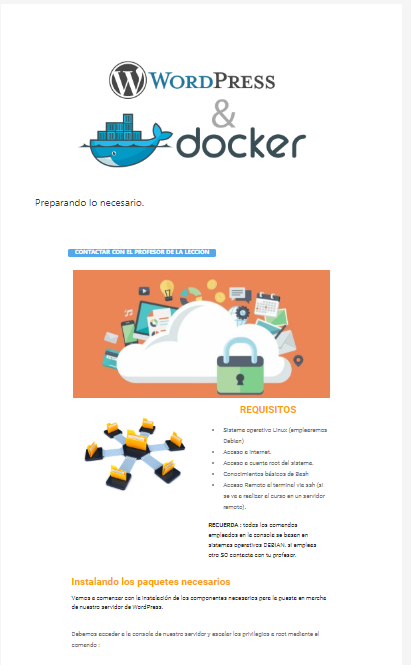 WORDPRESS
&
docker
Preparando lo necesario.
CONTACTAR CON EL PROFESOR DE LA LECCIÓN
REQUISITOS
Sistema operativo Linux (emplearemos
Debian)
Acceso a Internet.
Acceso a cuenta root del sistema.
Conocimientos básicos de Bash
Acceso Remoto al terminal vía ssh (si
se va a realizar el curso en un servidor
remoto).
RECUERDA : todos los comandos
empleados en la consola se basan en
sistemas operativos DEBIAN, si empleas
otro SO contacta con tu profesor.
Instalando los paquetes necesarios
Vamos a comenzar con la instalación de los componentes necesarios para la puesta en marcha
de nuestro servidor de WordPress.
Debemos acceder a la consola de nuestro servidor y escalar los privilegios a root mediante el
comando :